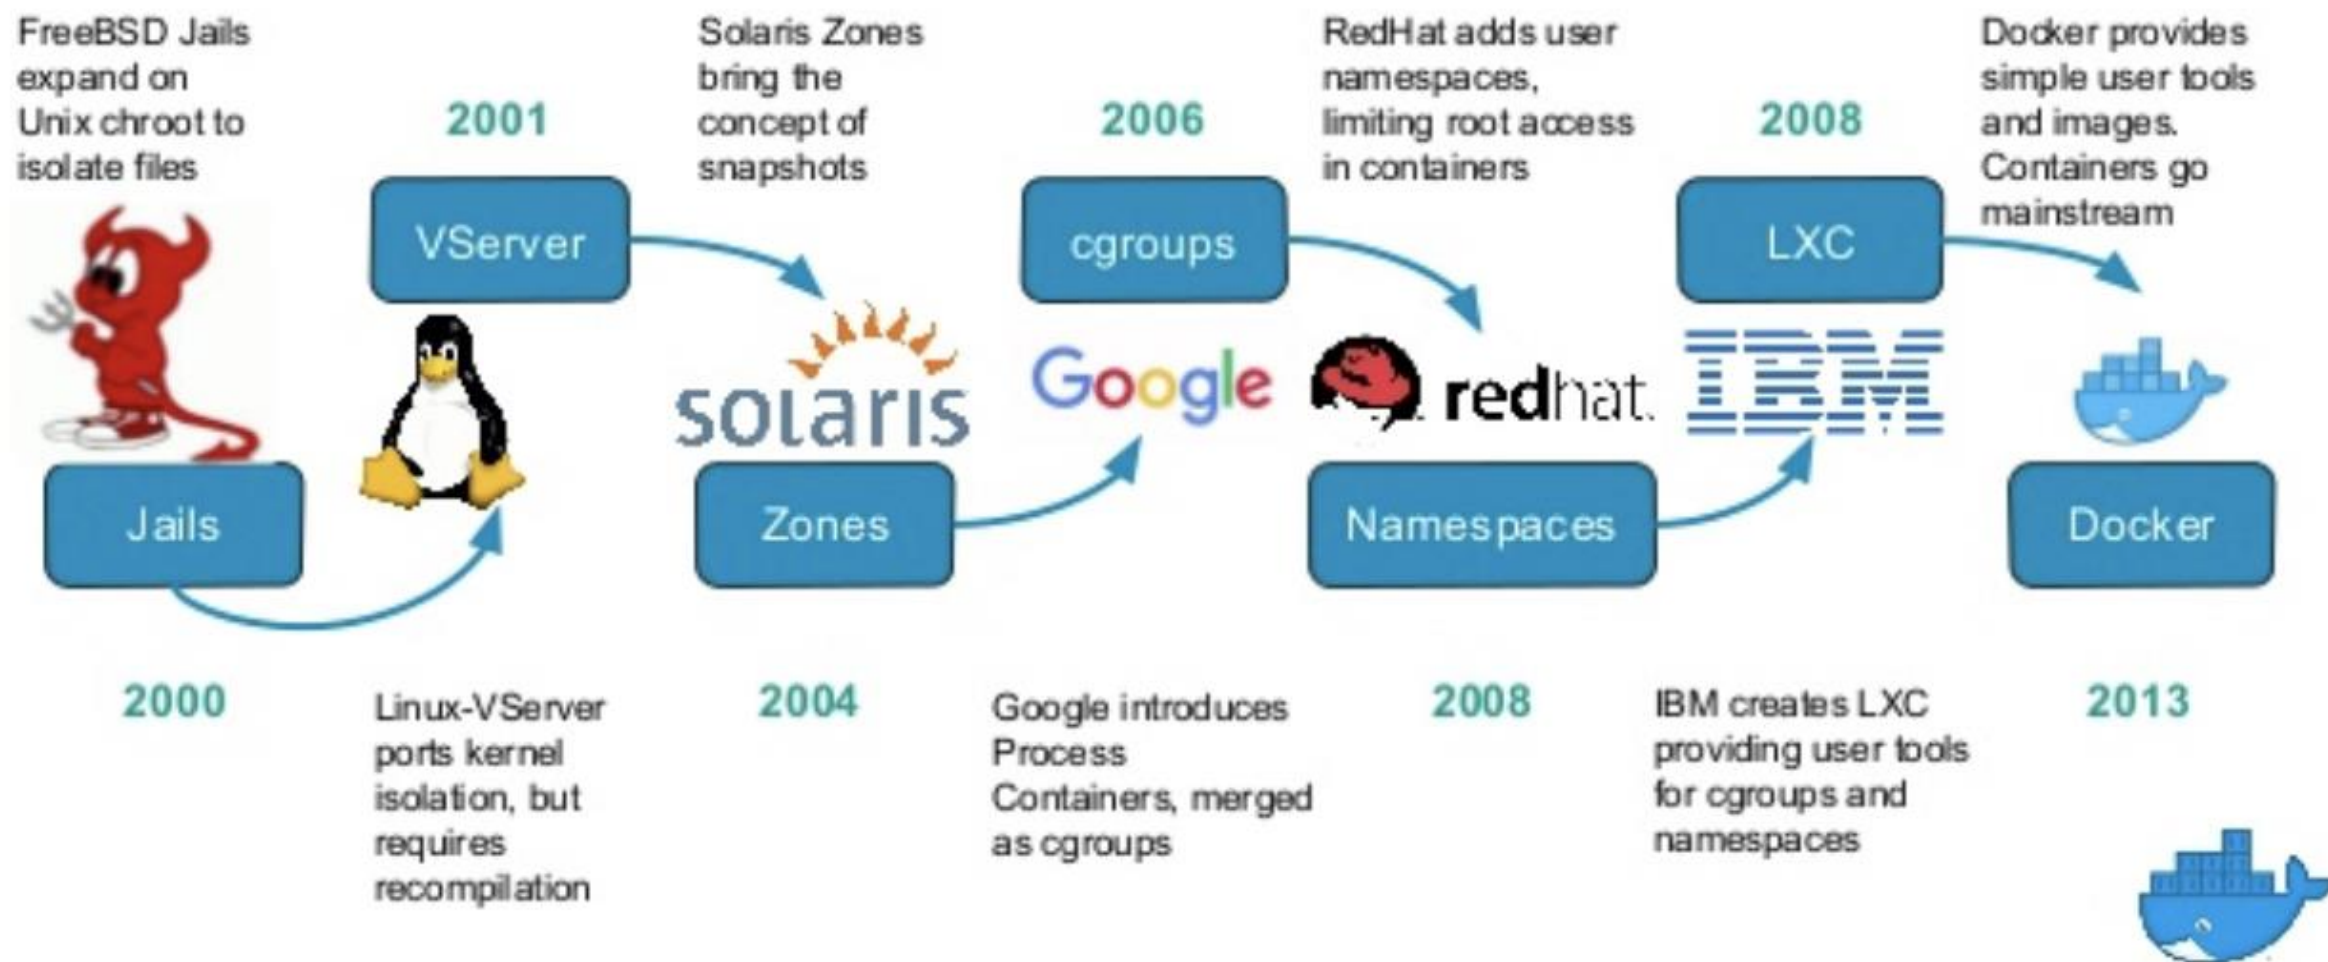 FreeBSD Jails
expand on
Unix chroot to
isolate files
Jails
2000
2001
VServer
Linux-VServer
ports kernel
isolation, but
requires
recompilation
Solaris Zones
bring the
concept of
snapshots
solaris
Zones
2004
2006
cgroups
Google
Google introduces
Process
Containers, merged
as cgroups
RedHat adds user
namespaces,
limiting root access
in containers
redhat.
Namespaces
2008
2008
LXC
IBM
IBM creates LXC
providing user tools
for cgroups and
namespaces
Docker provides
simple user tools
and images.
Containers go
mainstream
Docker
2013